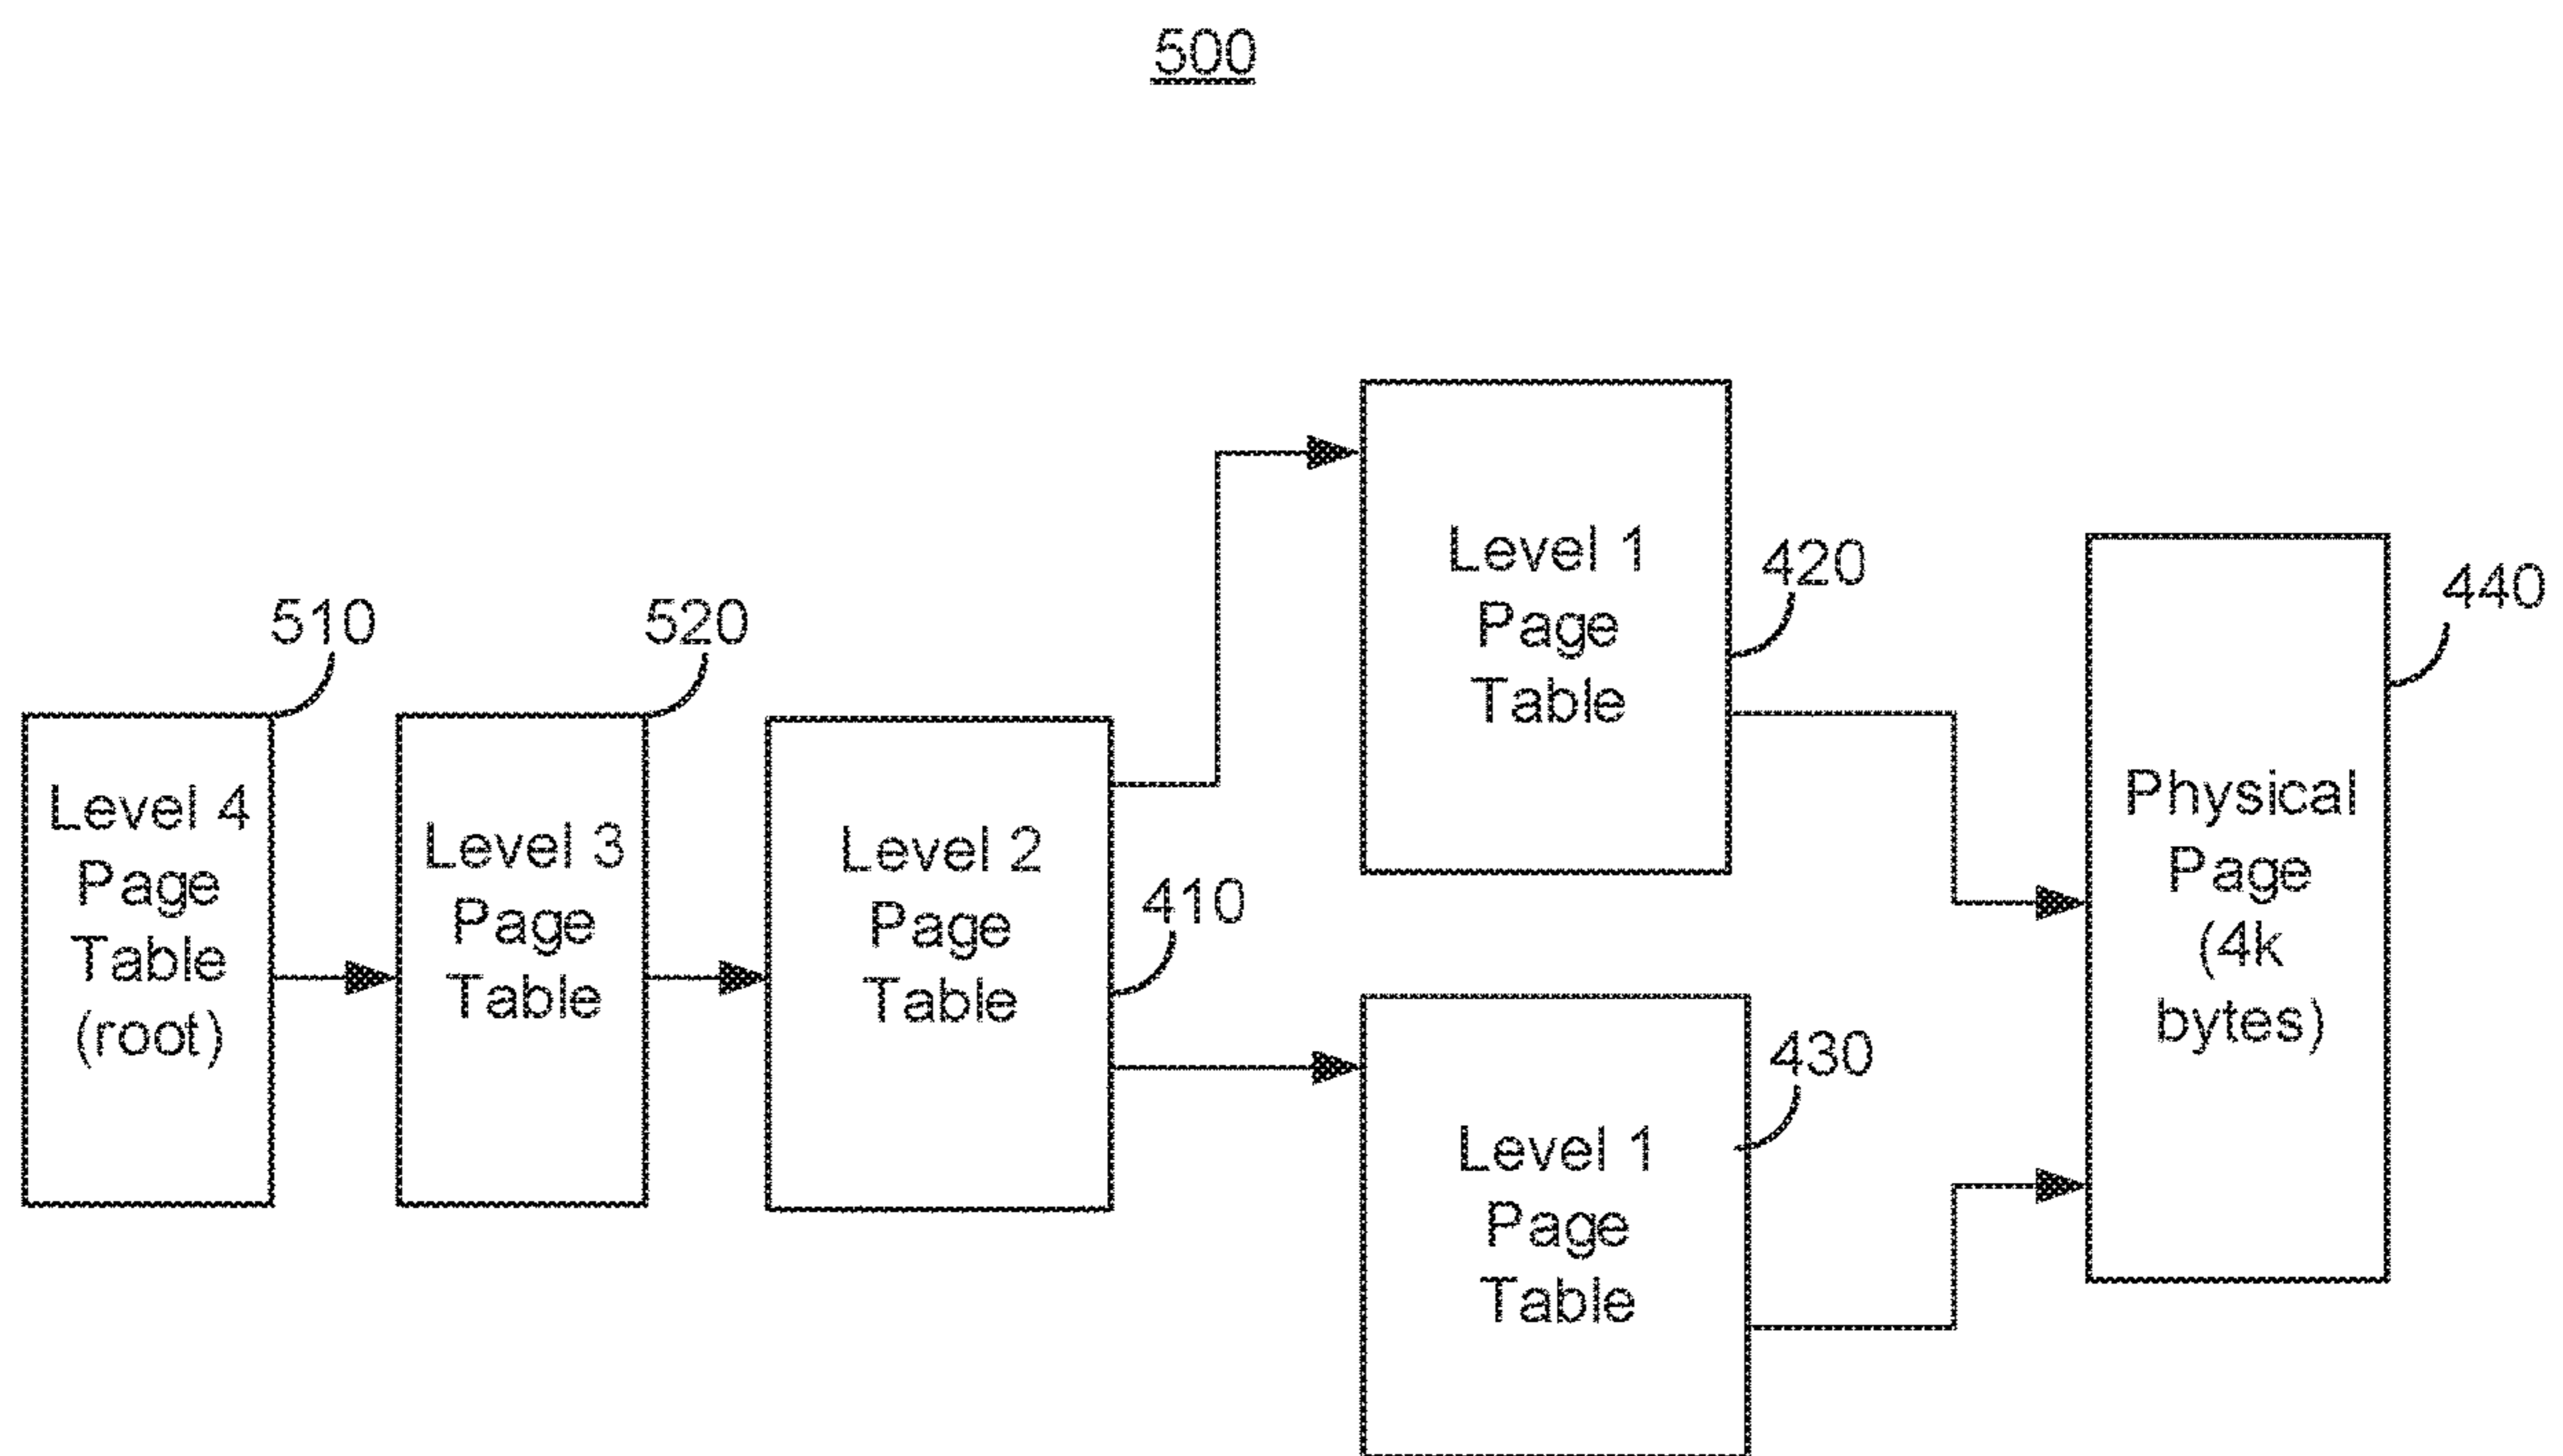 500
510
Level 4
Page
Table
(root)
520
Level 3
Page
Table
Level 2
Page
Table
410
Level 1
Page
Table
420
Level 1
Page
Table
430
Physical
Page
(4k
bytes)
440